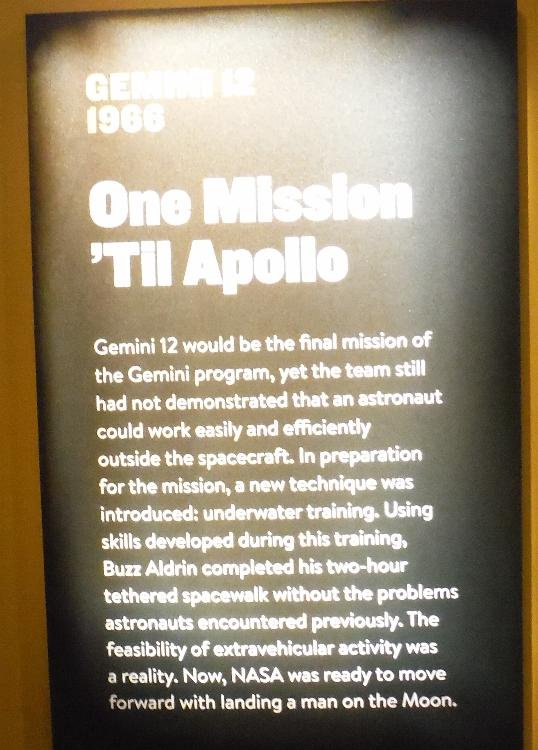 GEMINI 12
1966
One Mission
'Til Apollo
Gemini 12 would be the final mission of
the Gemini program, yet the team still
had not demonstrated that an astronaut
could work easily and efficiently
outside the spacecraft. In preparation
for the mission, a new technique was
introduced: underwater training. Using
skills developed during this training,
Buzz Aldrin completed his two-hour
tethered spacewalk without the problems
astronauts encountered previously. The
feasibility of extravehicular activity was
a reality. Now, NASA was ready to move
forward with landing a man on the Moon.